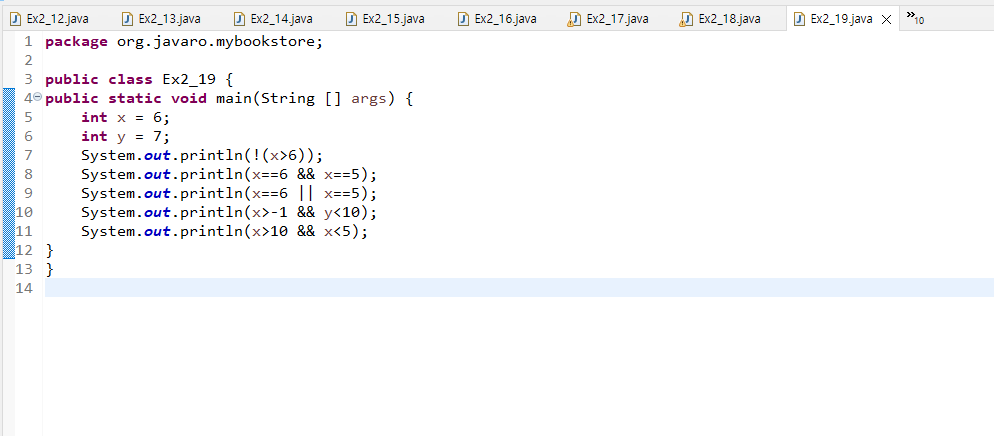 Ex2_12.java Ex2_13.java Ex2_14.java Ex2_15.java Ex2_16.java Ex2_17.java Ex2_18.java Ex2_19.java »10
1 package org.javaro.mybookstore;
2
3 public class Ex2_19 {
4 public static void main(String [] args) {
5     int x = 6;
6     int y = 7;
7     System.out.println(!(x>6));
8     System.out.println(x==6 && x==5);
9     System.out.println(x==6 || x==5);
10     System.out.println(x>-1 && y<10);
11     System.out.println(x>10 && x<5);
12 }
13 }
14